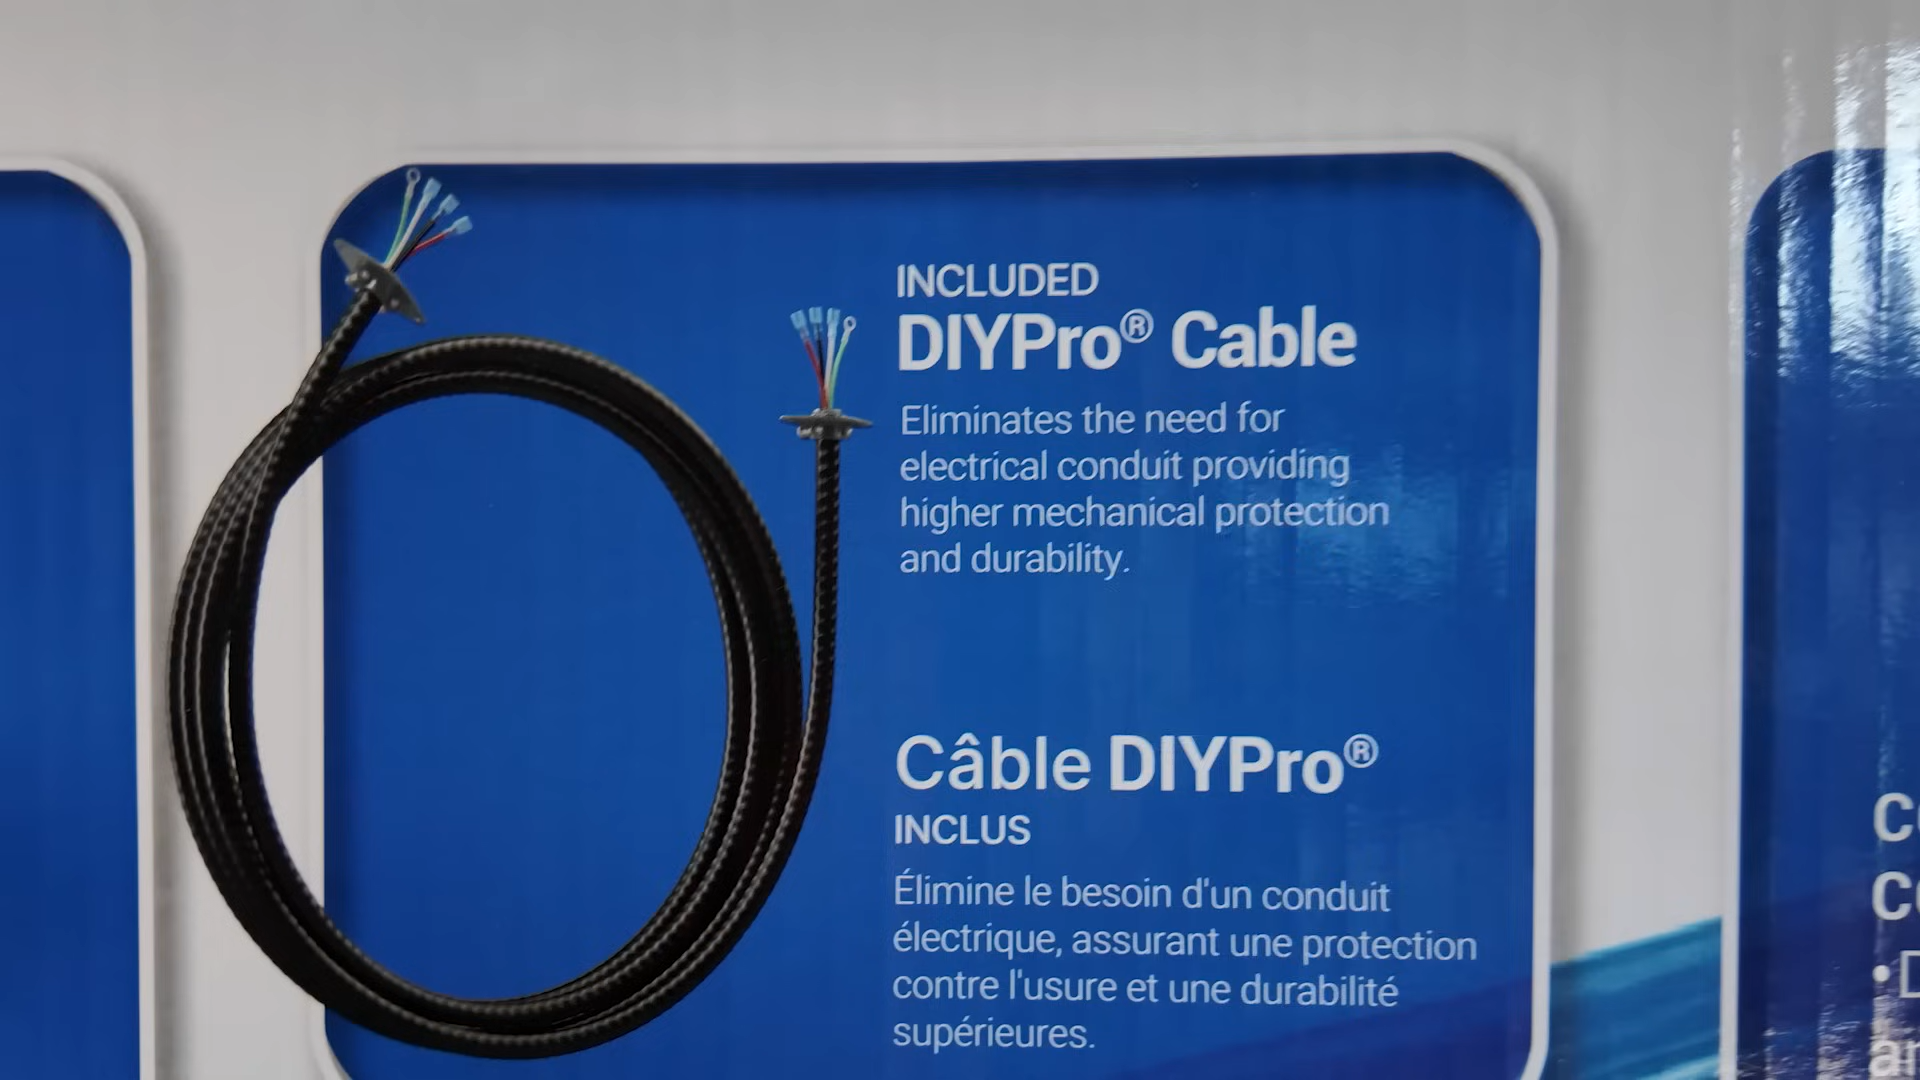 INCLUDED
DIYPro® Cable
Eliminates the need for
electrical conduit providing
higher mechanical protection
and durability.
Câble DIYPro®
INCLUS
Élimine le besoin d'un conduit
électrique, assurant une protection
contre l'usure et une durabilité
supérieures.